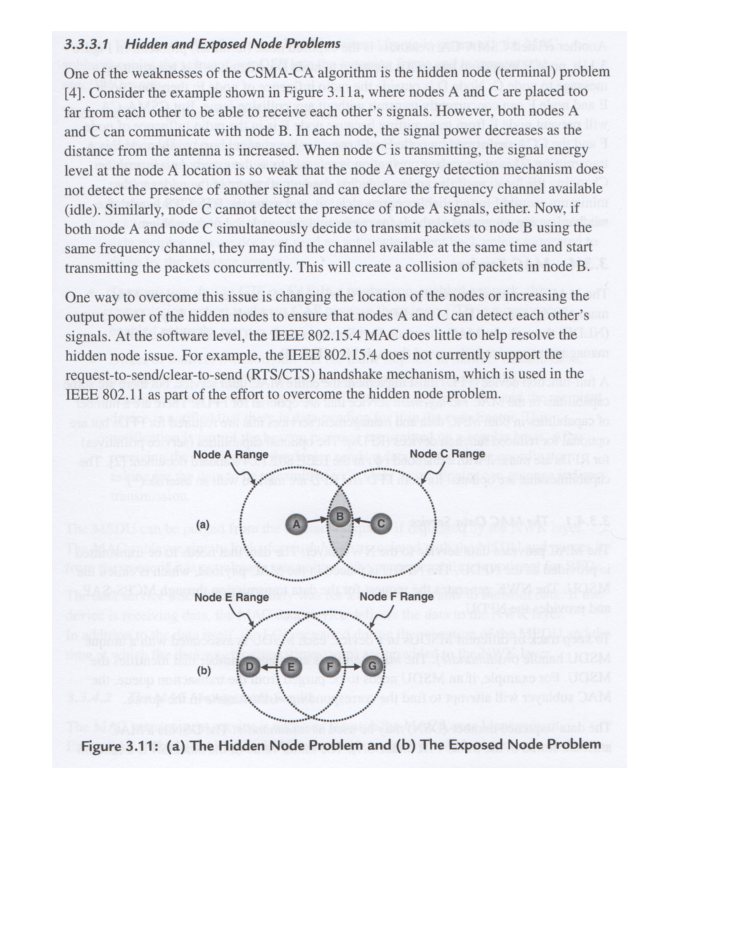 3.3.3.1 Hidden and Exposed Node Problems
One of the weaknesses of the CSMA-CA algorithm is the hidden node (terminal) problem
[4]. Consider the example shown in Figure 3.11a, where nodes A and C are placed too
far from each other to be able to receive each other's signals. However, both nodes A
and C can communicate with node B. In each node, the signal power decreases as the
distance from the antenna is increased. When node C is transmitting, the signal energy
level at the node A location is so weak that the node A energy detection mechanism does
not detect the presence of another signal and can declare the frequency channel available
(idle). Similarly, node C cannot detect the presence of node A signals, either. Now, if
both node A and node C simultaneously decide to transmit packets to node B using the
same frequency channel, they may find the channel available at the same time and start
transmitting the packets concurrently. This will create a collision of packets in node B.
One way to overcome this issue is changing the location of the nodes or increasing the
output power of the hidden nodes to ensure that nodes A and C can detect each other's
signals. At the software level, the IEEE 802.15.4 MAC does little to help resolve the
hidden node issue. For example, the IEEE 802.15.4 does not currently support the
request-to-send/clear-to-send (RTS/CTS) handshake mechanism, which is used in the
IEEE 802.11 as part of the effort to overcome the hidden node problem.
Node A Range Node C Range
(a) A B C
Node E Range Node F Range
(b) D E F G
Figure 3.11: (a) The Hidden Node Problem and (b) The Exposed Node Problem